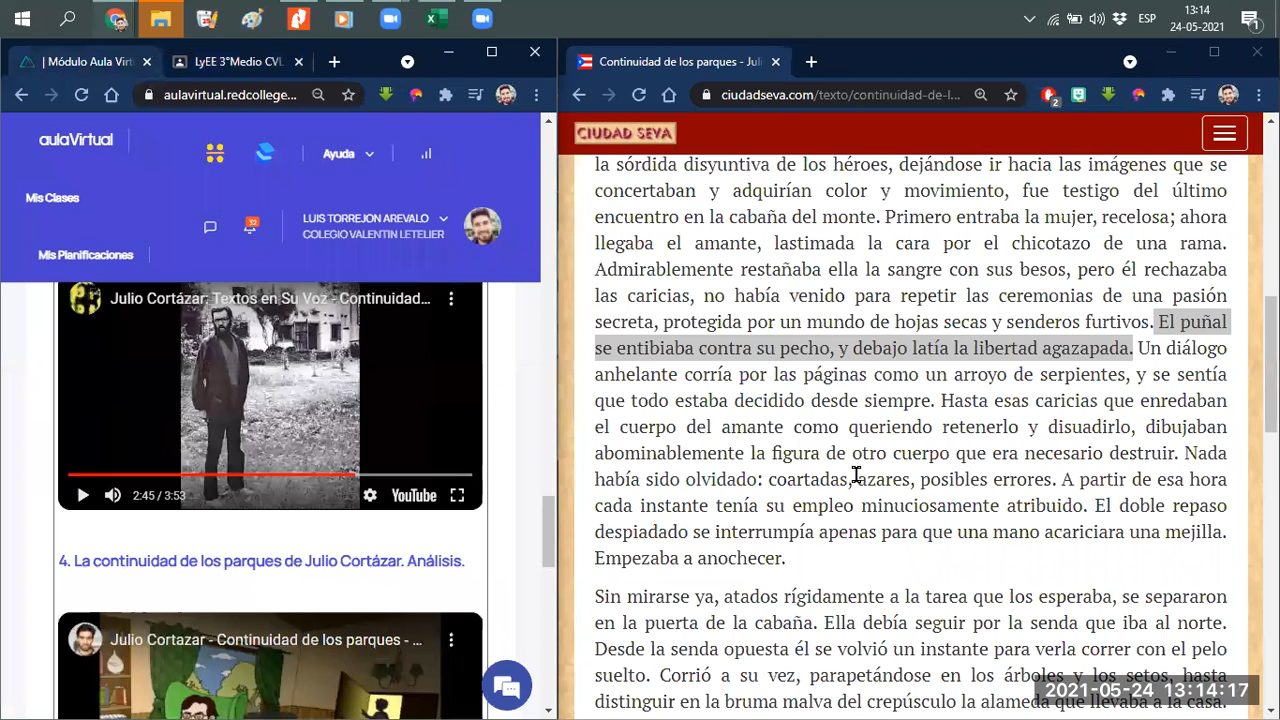 13:14
ESP
24-05-2021
| Módulo Aula Virt
LyEE 3°Medio CVL
aulavirtual.redcollege...
aulaVirtual
Ayuda
Mis Clases
32
LUIS TORREJON AREVALO
COLEGIO VALENTIN LETELIER
Mis Planificaciones
Julio Cortázar: Textos en Su Voz - Continuidad...
2:45 / 3:53
YouTube
4. La continuidad de los parques de Julio Cortázar. Análisis.
Julio Cortazar - Continuidad de los parques - ...
Continuidad de los parques - Juli
ciudadseva.com/texto/continuidad-de-l...
2
CIUDAD SEVA
la sórdida disyuntiva de los héroes, dejándose ir hacia las imágenes que se
concertaban y adquirían color y movimiento, fue testigo del último
encuentro en la cabaña del monte. Primero entraba la mujer, recelosa; ahora
llegaba el amante, lastimada la cara por el chicotazo de una rama.
Admirablemente restañaba ella la sangre con sus besos, pero él rechazaba
las caricias, no había venido para repetir las ceremonias de una pasión
secreta, protegida por un mundo de hojas secas y senderos furtivos. El puñal
se entibiaba contra su pecho, y debajo latía la libertad agazapada. Un diálogo
anhelante corría por las páginas como un arroyo de serpientes, y se sentía
que todo estaba decidido desde siempre. Hasta esas caricias que enredaban
el cuerpo del amante como queriendo retenerlo y disuadirlo, dibujaban
abominablemente la figura de otro cuerpo que era necesario destruir. Nada
había sido olvidado: coartadas, azares, posibles errores. A partir de esa hora
cada instante tenía su empleo minuciosamente atribuido. El doble repaso
despiadado se interrumpía apenas para que una mano acariciara una mejilla.
Empezaba a anochecer.
Sin mirarse ya, atados rígidamente a la tarea que los esperaba, se separaron
en la puerta de la cabaña. Ella debía seguir por la senda que iba al norte.
Desde la senda opuesta él se volvió un instante para verla correr con el pelo
suelto. Corrió a su vez, parapetándose en los árboles y los setos, hasta
distinguir en la bruma malva del crepúsculo la alameda que llevaba a la casa.
2021-05-24 13:14:17